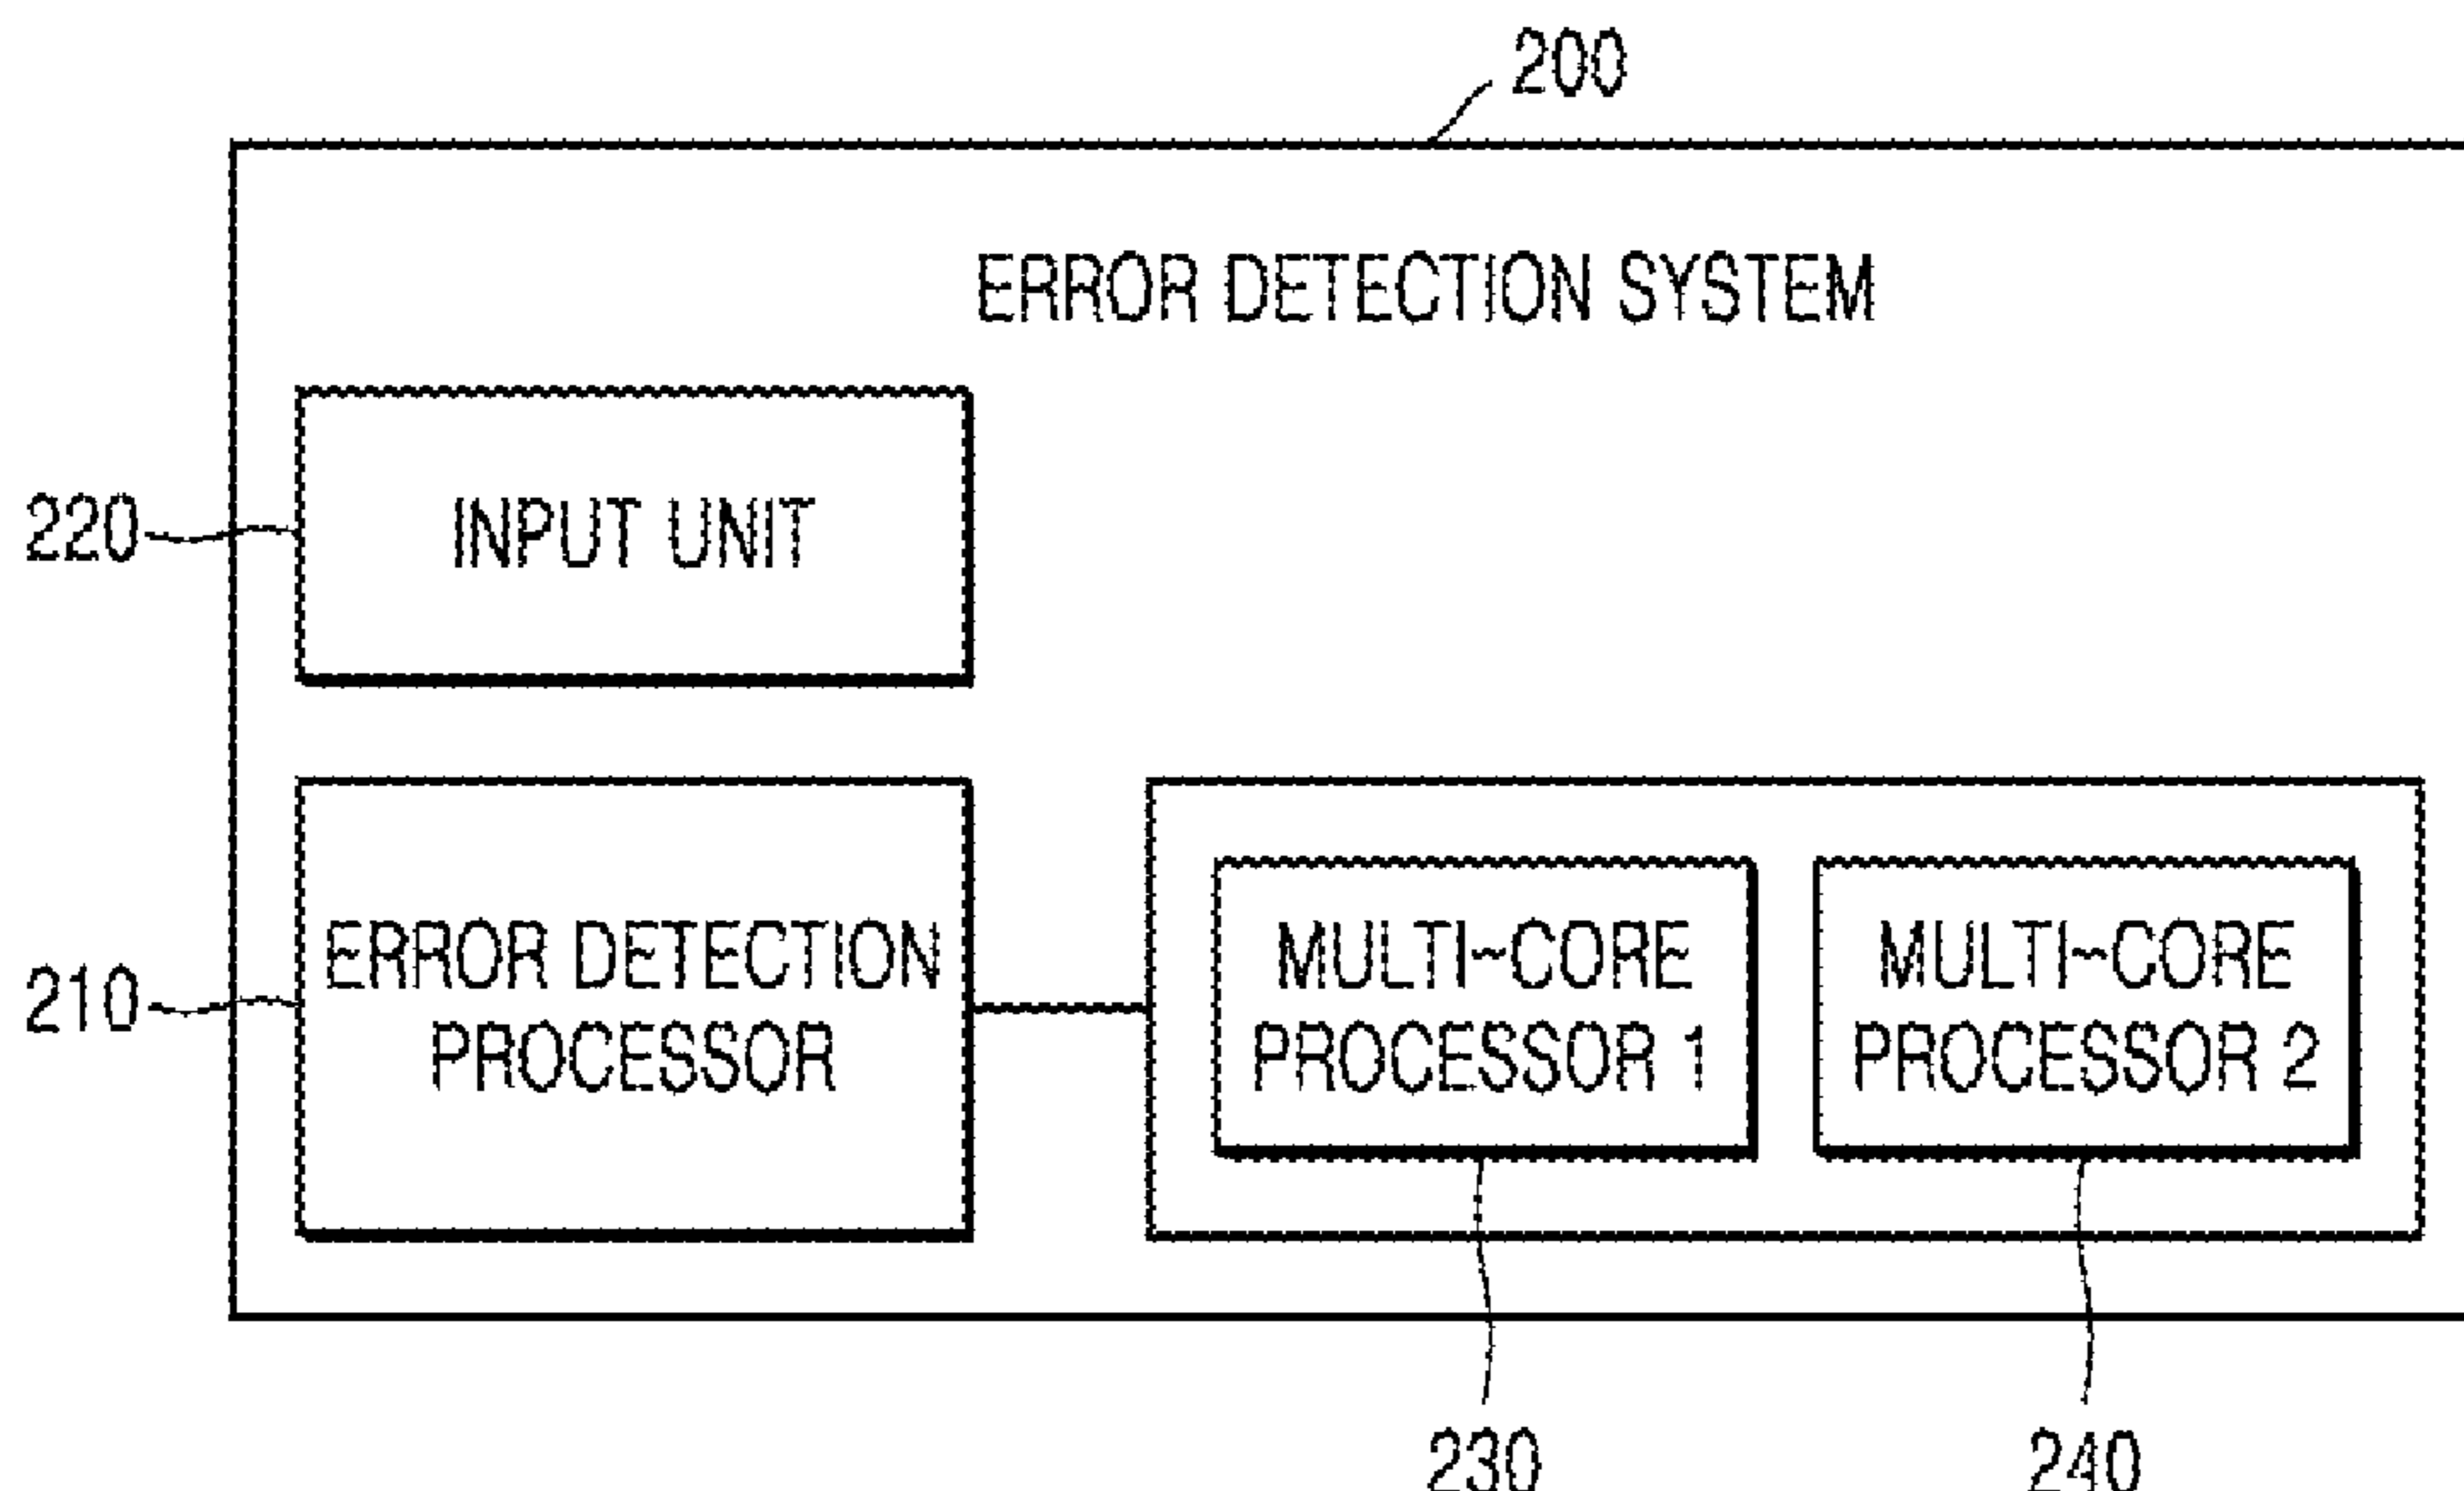 200
ERROR DETECTION SYSTEM
220
INPUT UNIT
210
ERROR DETECTION
PROCESSOR
MULTI-CORE
PROCESSOR 1
MULTI-CORE
PROCESSOR 2
230
240